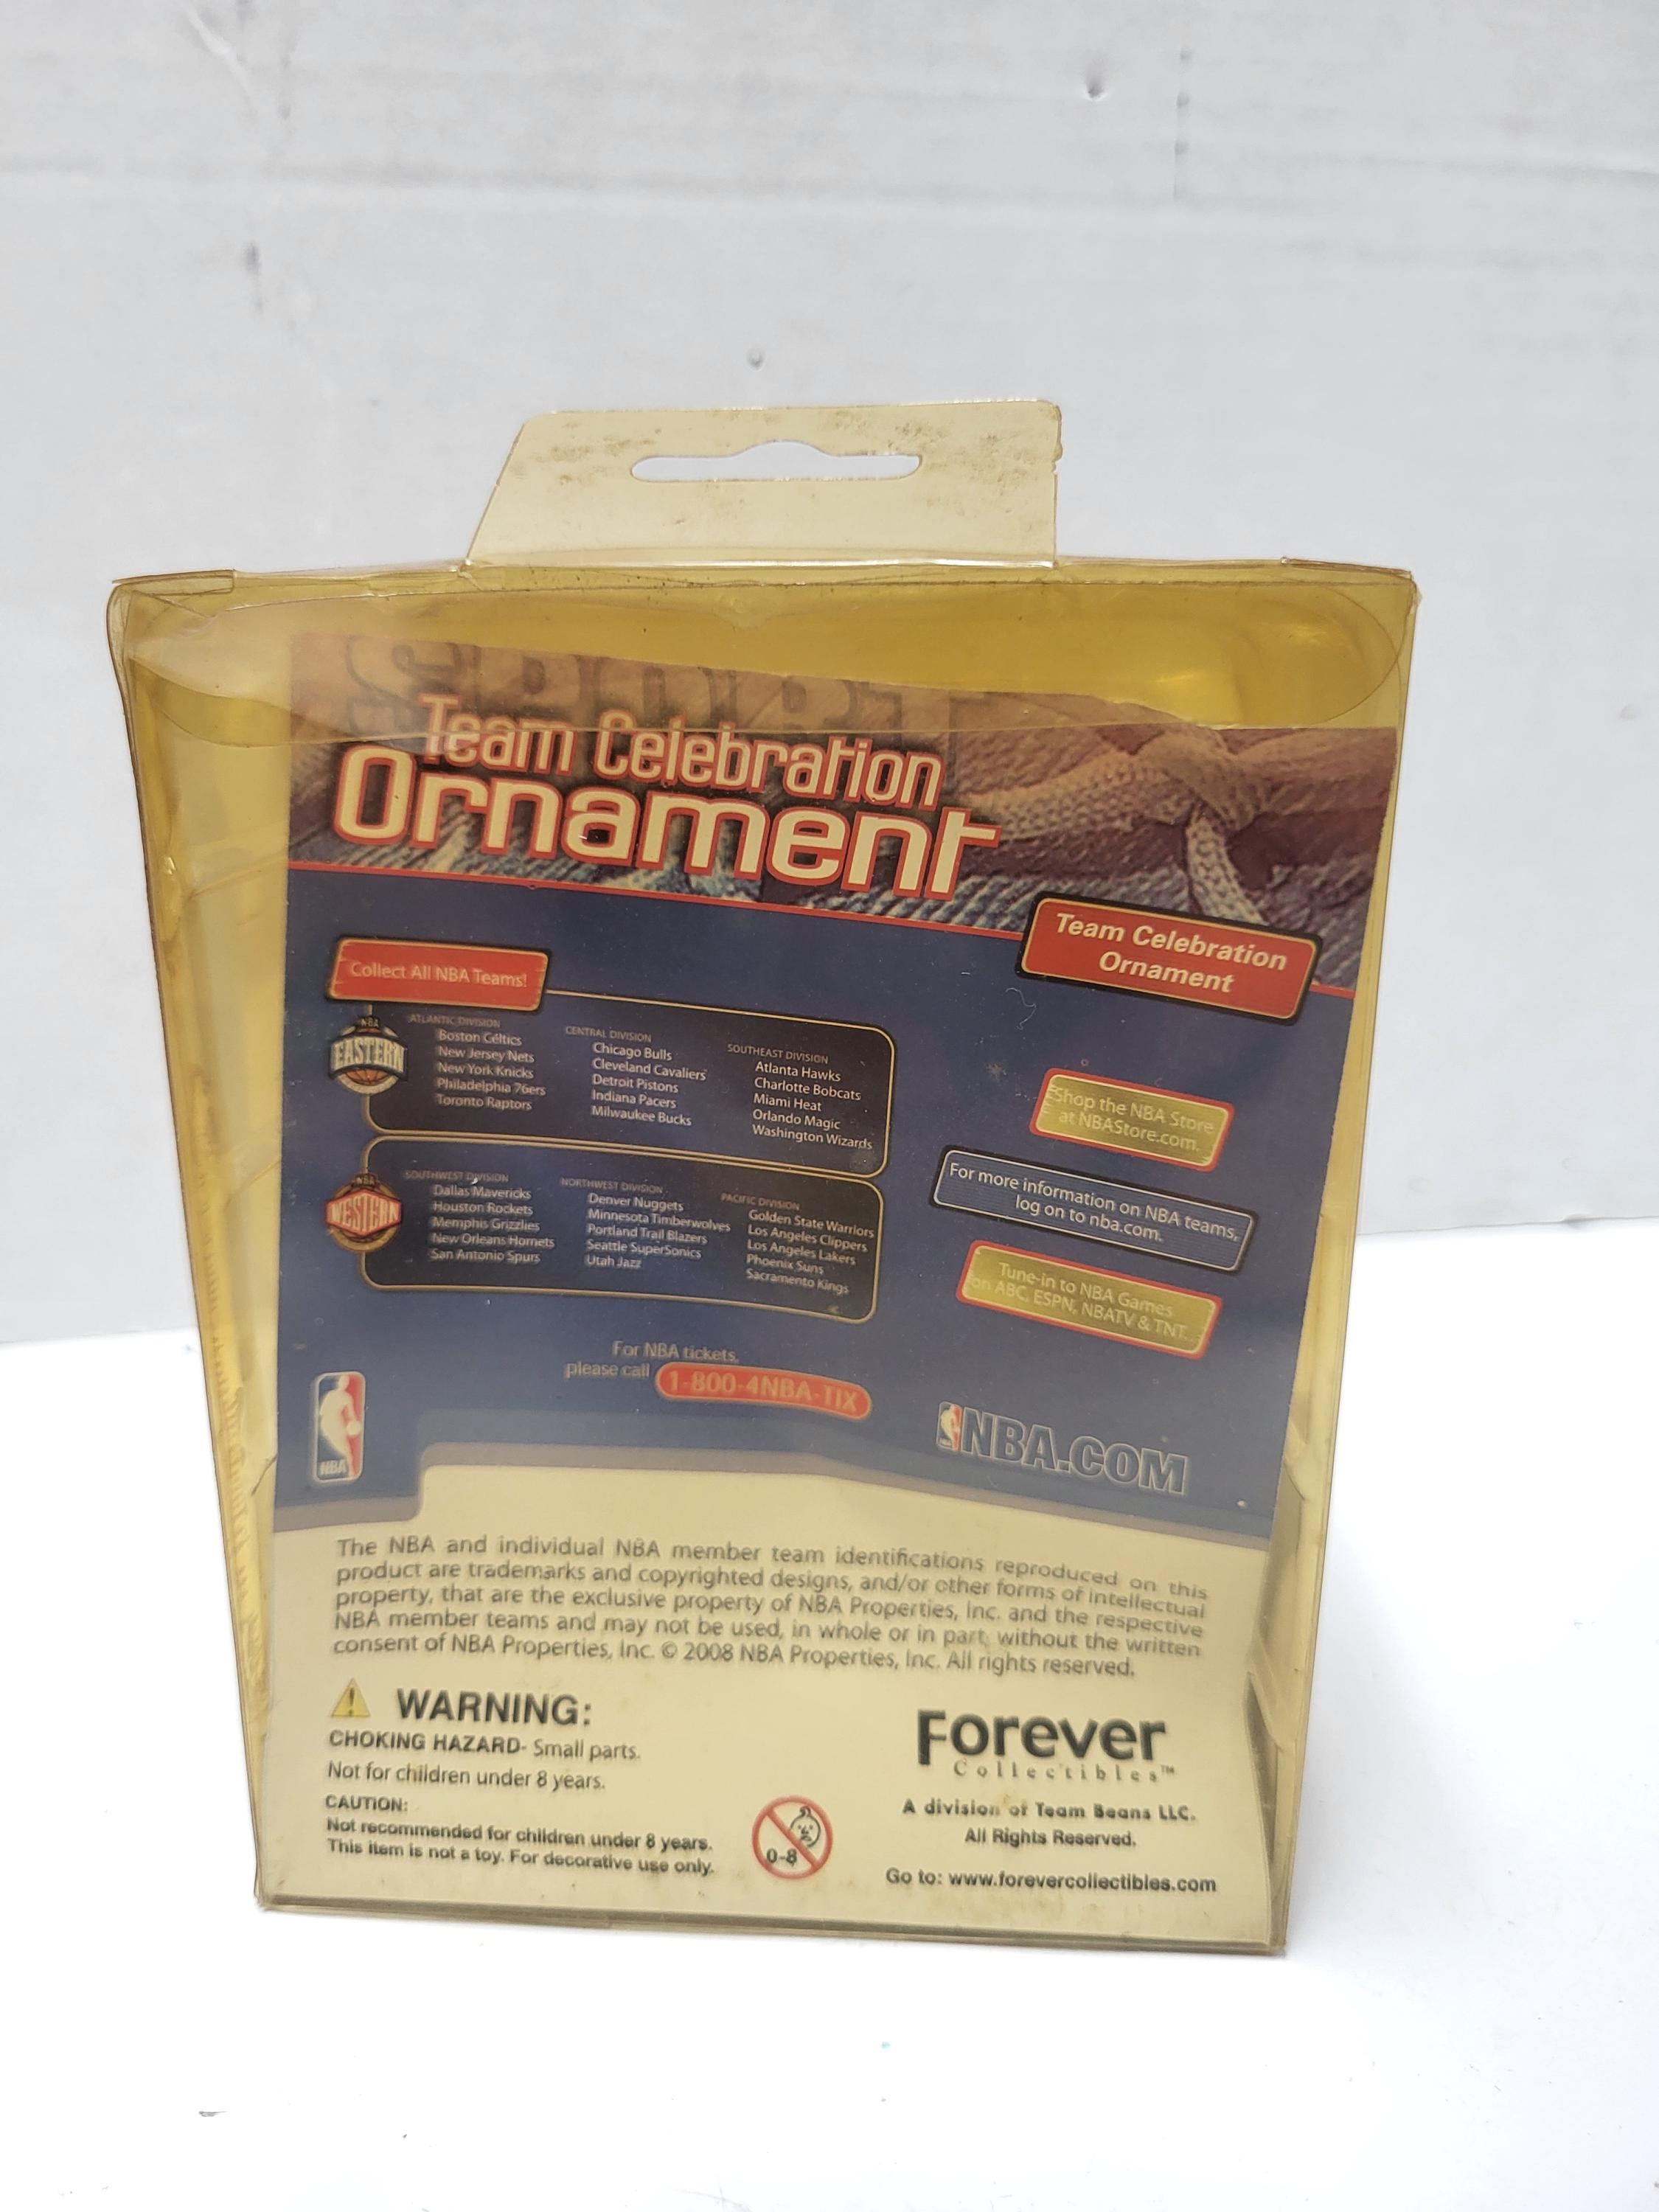 SPORT
Team Celebration
Ornament
Team Celebration
Ornament
Collect All NBA Teams!
NBA
EASTERN
ATLANTIC DIVISION
Boston Celtics
New Jersey Nets
New York Knicks
Philadelphia 76ers
Toronto Raptors
CENTRAL DIVISION
Chicago Bulls
Cleveland Cavaliers
Detroit Pistons
Indiana Pacers
Milwaukee Bucks
SOUTHEAST DIVISION
Atlanta Hawks
Charlotte Bobcats
Miami Heat
Orlando Magic
Washington Wizards
NBA
WESTERN
SOUTHWEST DIVISION
Dallas Mavericks
Houston Rockets
Memphis Grizzlies
New Orleans Hornets
San Antonio Spurs
NORTHWEST DIVISION
Denver Nuggets
Minnesota Timberwolves
Portland Trail Blazers
Seattle SuperSonics
Utah Jazz
PACIFIC DIVISION
Golden State Warriors
Los Angeles Clippers
Los Angeles Lakers
Phoenix Suns
Sacramento Kings
Shop the NBA Store
at NBAStore.com.
For more information on NBA teams,
log on to nba.com.
Tune-in to NBA Games
on ABC, ESPN, NBATV & TNT.
For NBA tickets,
please call 1-800-4NBA-TIX
NBA
NBA.COM
The NBA and individual NBA member team identifications reproduced on this
product are trademarks and copyrighted designs, and/or other forms of intellectual
property, that are the exclusive property of NBA Properties, Inc. and the respective
NBA member teams and may not be used, in whole or in part, without the written
consent of NBA Properties, Inc. © 2008 NBA Properties, Inc. All rights reserved.
WARNING:
CHOKING HAZARD- Small parts.
Not for children under 8 years.
CAUTION:
Not recommended for children under 8 years.
This item is not a toy. For decorative use only.
0-8
Forever
Collectibles™
A division of Team Beans LLC.
All Rights Reserved.
Go to: www.forevercollectibles.com